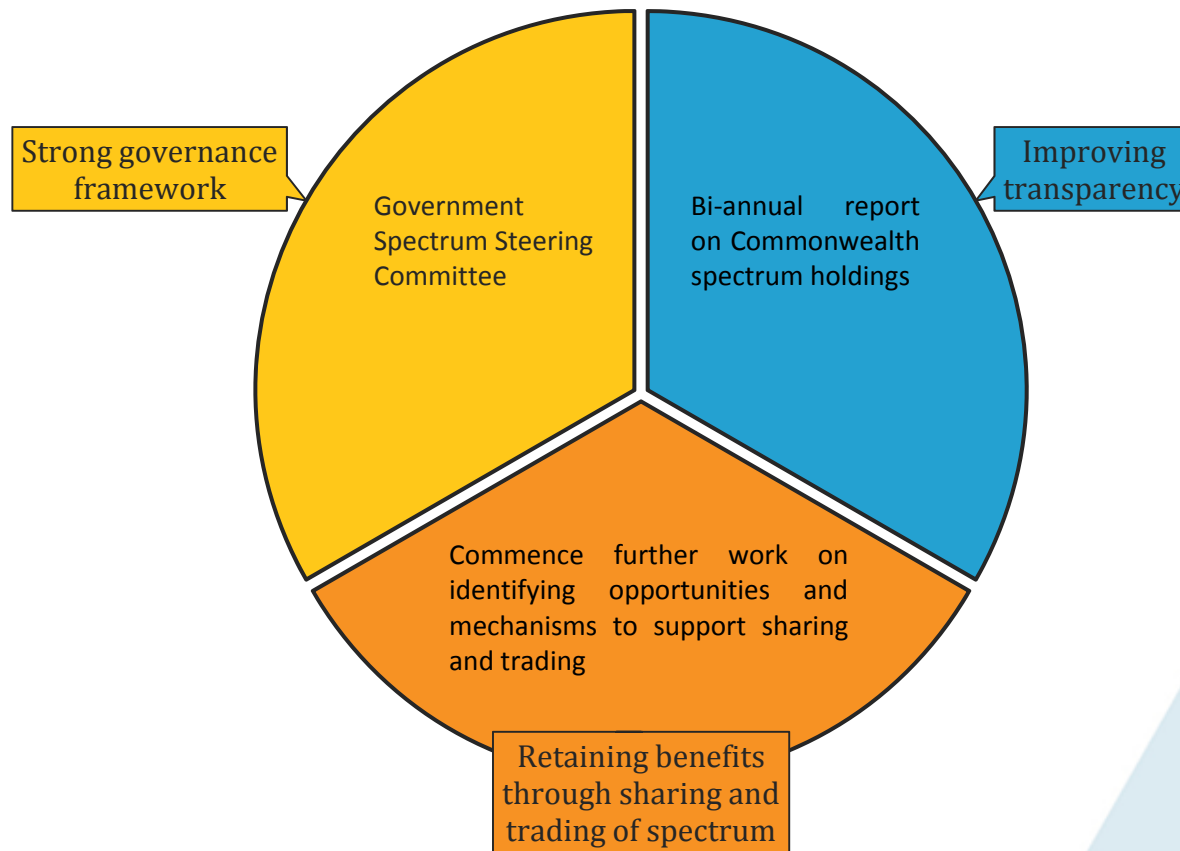 Strong governance
framework
Government
Spectrum Steering
Committee
Bi-annual report
on Commonwealth
spectrum holdings
Improving
transparency
Commence further work on
identifying opportunities and
mechanisms to support sharing
and trading
Retaining benefits
through sharing and
trading of spectrum